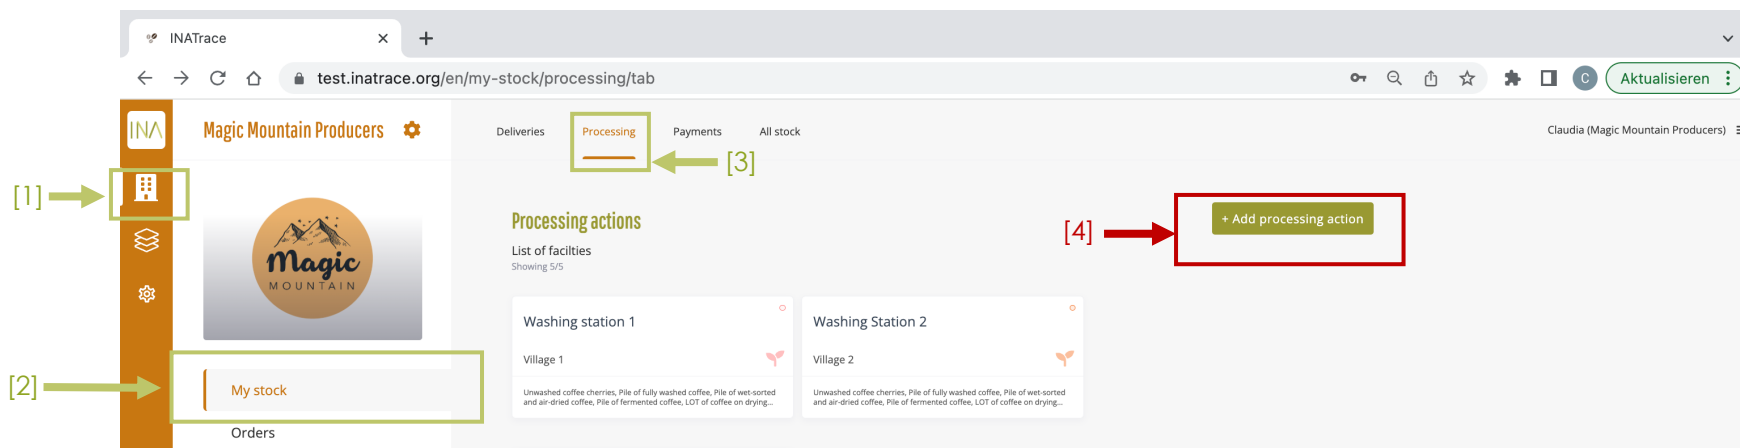 INATrace
test.inatrace.org/en/my-stock/processing/tab
C
Aktualisieren
INA
Magic Mountain Producers
Deliveries
Processing
Payments
All stock
Claudia (Magic Mountain Producers)
[3]
[1]
Magic
MOUNTAIN
Processing actions
[4]
+ Add processing action
List of facilties
Showing 5/5
Washing station 1
Washing Station 2
Village 1
Village 2
Unwashed coffee cherries, Pile of fully washed coffee, Pile of wet-sorted
and air-dried coffee, Pile of fermented coffee, LOT of coffee on drying...
Unwashed coffee cherries, Pile of fully washed coffee, Pile of wet-sorted
and air-dried coffee, Pile of fermented coffee, LOT of coffee on drying...
[2]
My stock
Orders